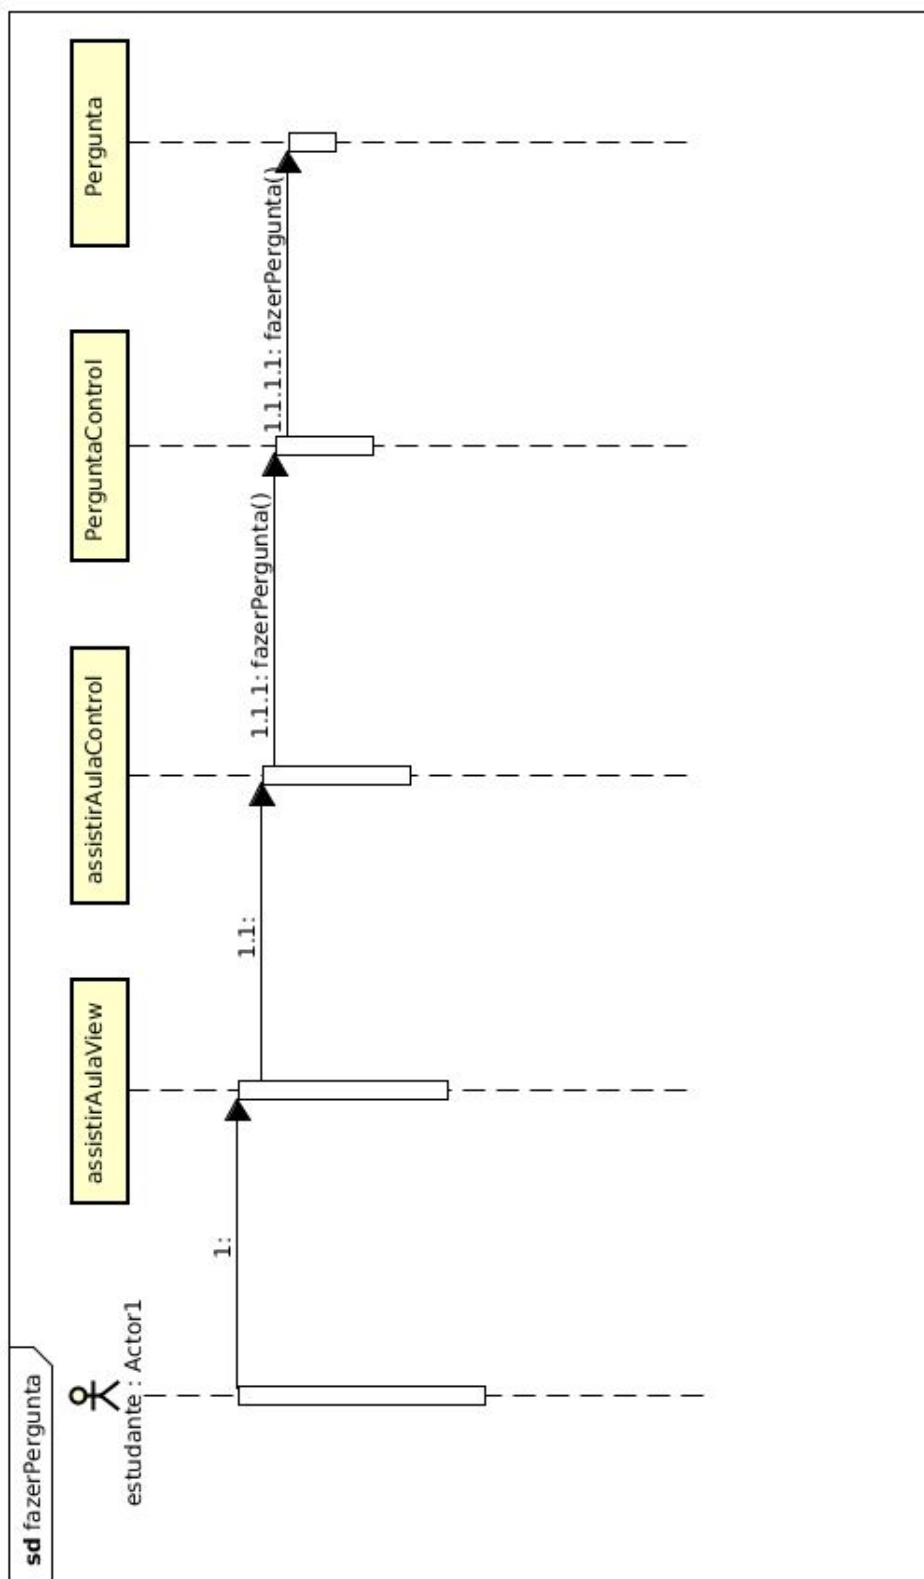 sd fazerPergunta
estudante : Actor1
assistirAulaView
assistirAulaControl
PerguntaControl
Pergunta
1:
1.1:
1.1.1: fazerPergunta()
1.1.1.1: fazerPergunta()